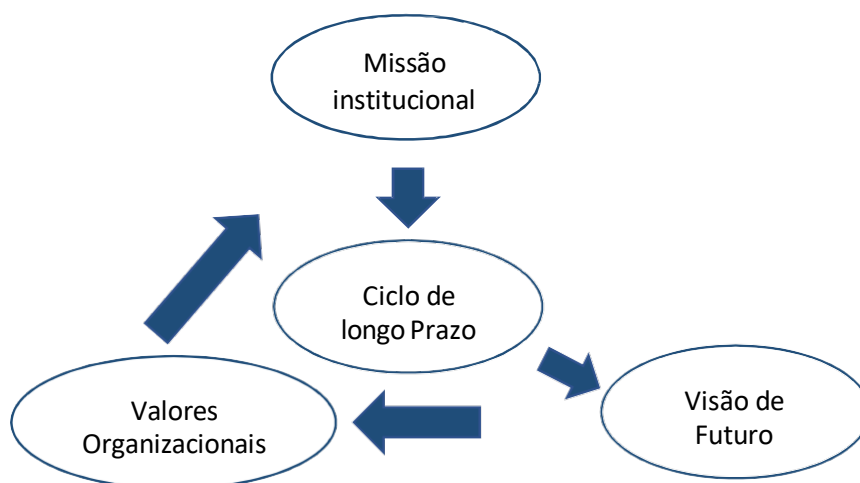 Missão
institucional
Ciclo de
longo Prazo
Valores
Organizacionais
Visão de
Futuro